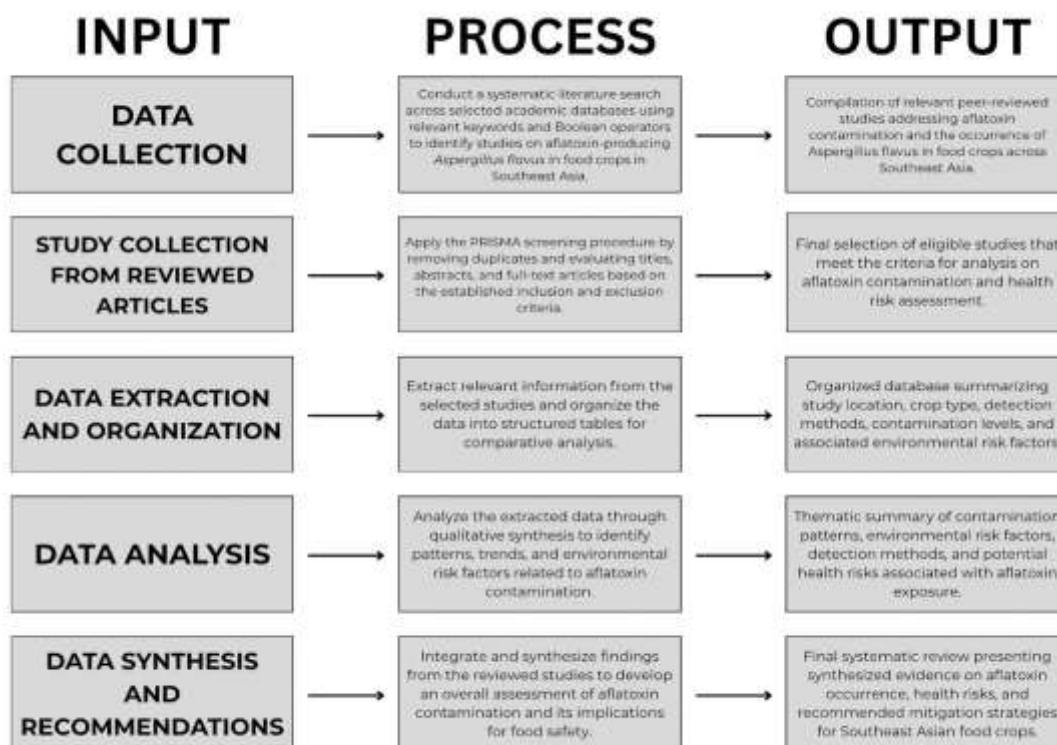 INPUT
PROCESS
OUTPUT
DATA
COLLECTION
Conduct a systematic literature search
across selected academic databases using
relevant keywords and Boolean operators
to identify studies on aflatoxin-producing
Aspergillus flavus in food crops in
Southeast Asia.
Compilation of relevant peer-reviewed
studies addressing aflatoxin
contamination and the occurrence of
Aspergillus flavus in food crops across
Southeast Asia.
STUDY COLLECTION
FROM REVIEWED
ARTICLES
Apply the PRISMA screening procedure by
removing duplicates and evaluating titles,
abstracts, and full-text articles based on
the established inclusion and exclusion
criteria.
Final selection of eligible studies that
meet the criteria for analysis on
aflatoxin contamination and health
risk assessment.
DATA EXTRACTION
AND ORGANIZATION
Extract relevant information from the
selected studies and organize the
data into structured tables for
comparative analysis.
Organized database summarizing
study location, crop type, detection
methods, contamination levels, and
associated environmental risk factors
DATA ANALYSIS
Analyze the extracted data through
qualitative synthesis to identify
patterns, trends, and environmental
risk factors related to aflatoxin
contamination.
Thematic summary of contamination
patterns, environmental risk factors,
detection methods, and potential
health risks associated with aflatoxin
exposure.
DATA SYNTHESIS
AND
RECOMMENDATIONS
Integrate and synthesize findings
from the reviewed studies to develop
an overall assessment of aflatoxin
contamination and its implications
for food safety.
Final systematic review presenting
synthesized evidence on aflatoxin
occurrence, health risks, and
recommended mitigation strategies
for Southeast Asian food crops.